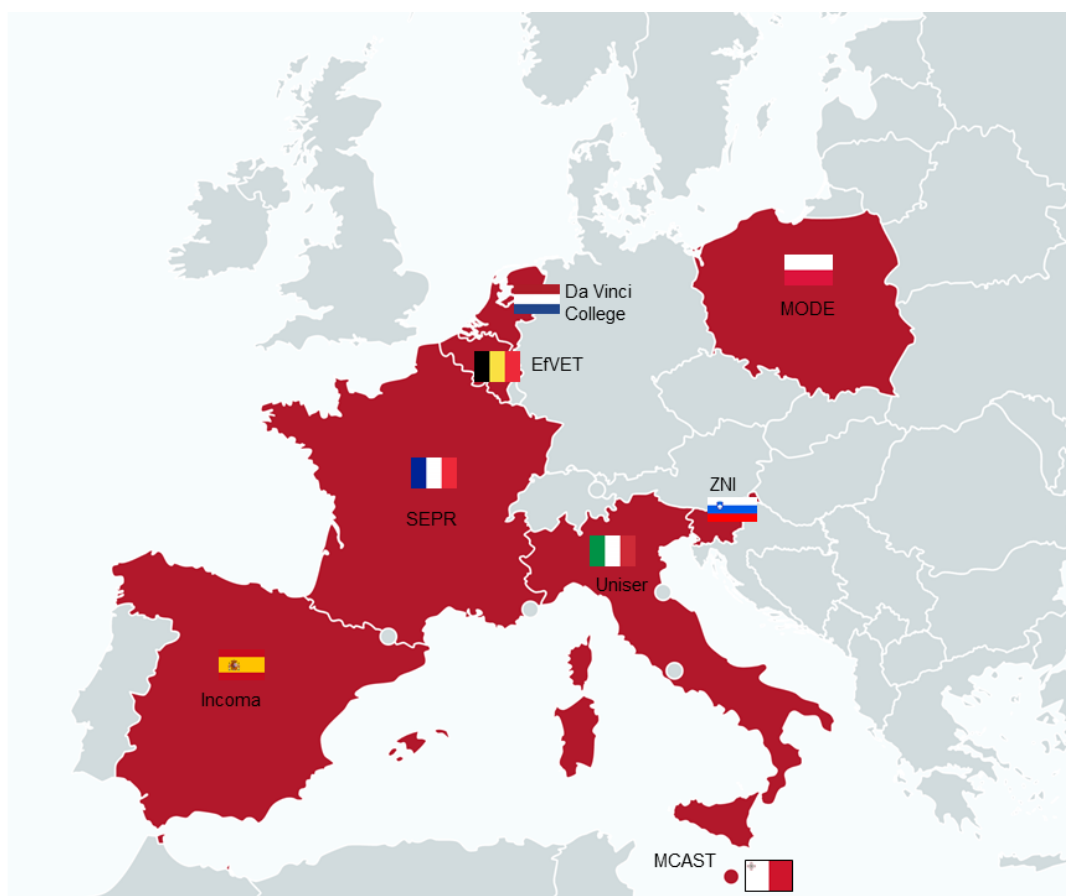 Da Vinci
College
MODE
EfVET
SEPR
ZNI
Uniser
Incoma
MCAST